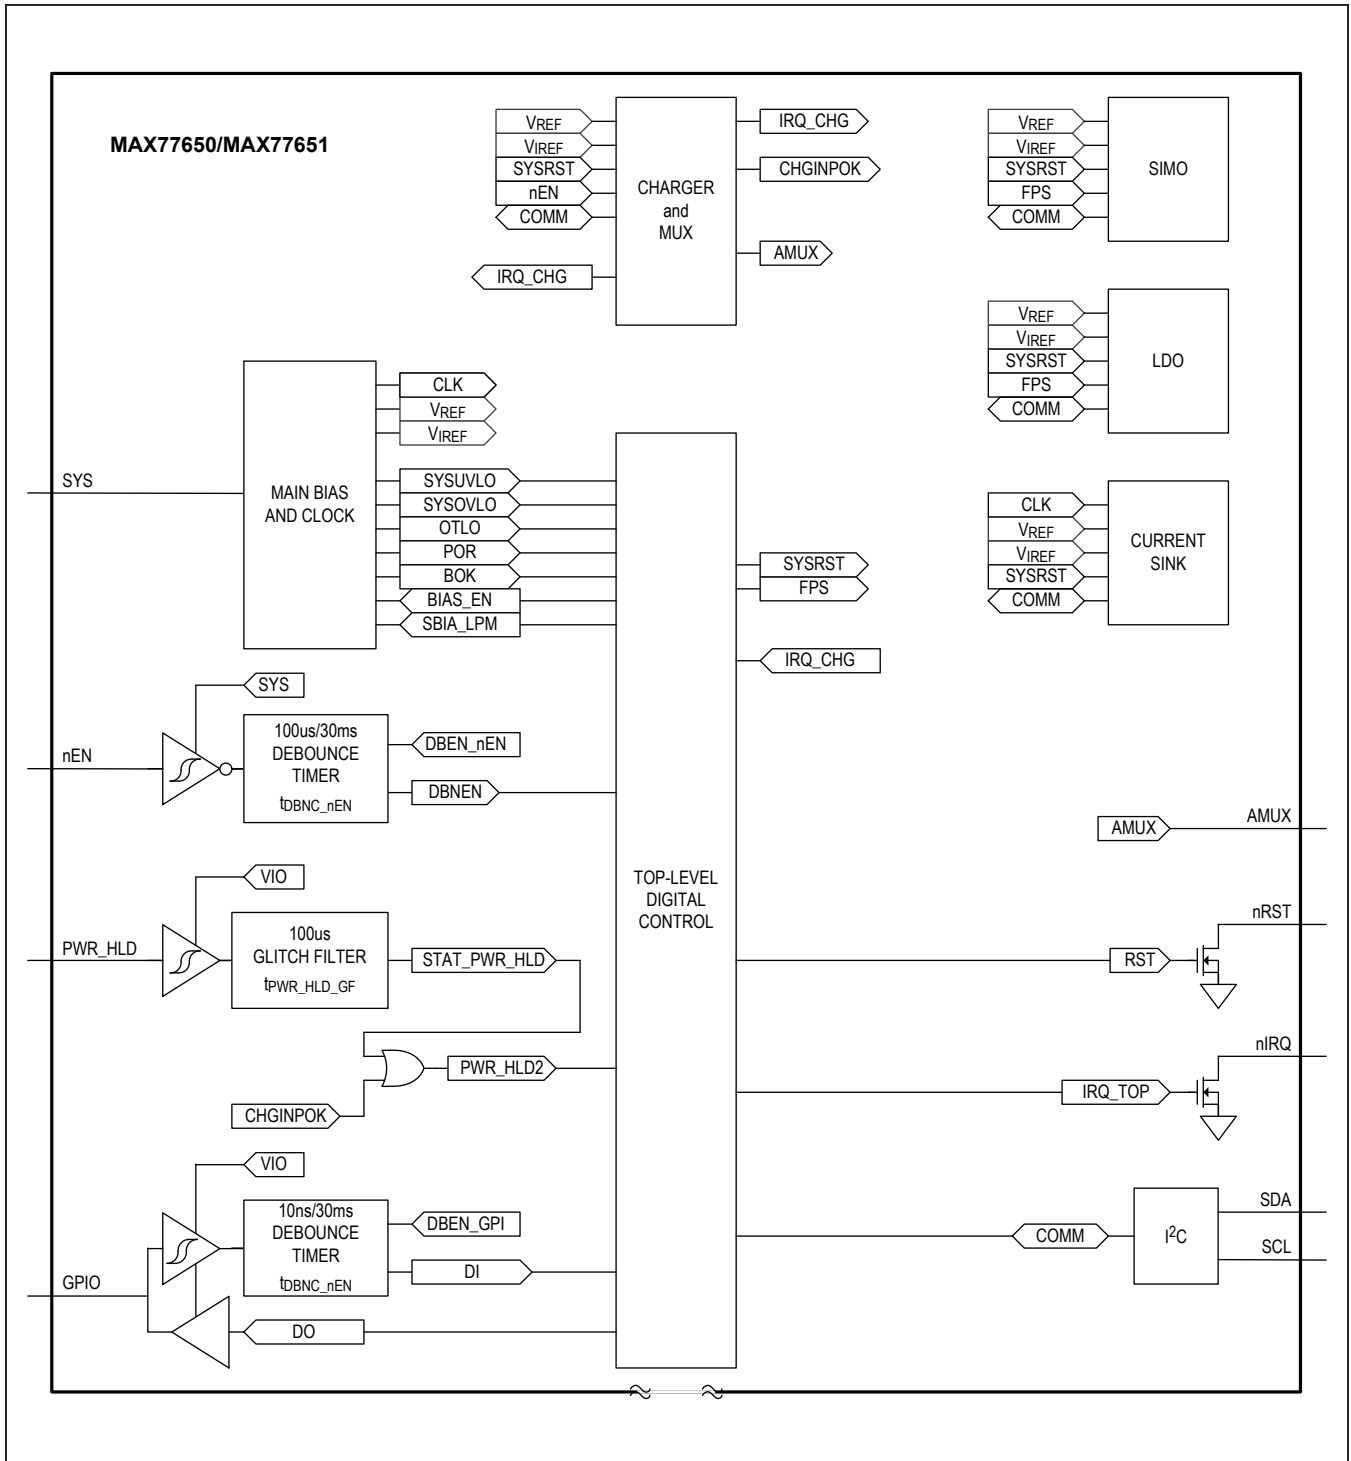 MAX77650/MAX77651
VREF
VIREF
SYSRST
nEN
COMM
IRQ_CHG
CHARGER
and
MUX
IRQ_CHG
CHGINPOK
AMUX
VREF
VIREF
SYSRST
FPS
COMM
SIMO
VREF
VIREF
SYSRST
FPS
COMM
LDO
CLK
VREF
VIREF
SYSRST
COMM
CURRENT
SINK
SYS
MAIN BIAS
AND CLOCK
CLK
VREF
VIREF
SYSUVLO
SYSOVLO
OTLO
POR
BOK
BIAS_EN
SBIA_LPM
SYS
nEN
100us/30ms
DEBOUNCE
TIMER
tDBNC_nEN
DBEN_nEN
DBNEN
VIO
PWR_HLD
100us
GLITCH FILTER
tPWR_HLD_GF
STAT_PWR_HLD
PWR_HLD2
CHGINPOK
VIO
GPIO
10ns/30ms
DEBOUNCE
TIMER
tDBNC_nEN
DBEN_GPI
DI
DO
TOP-LEVEL
DIGITAL
CONTROL
SYSRST
FPS
IRQ_CHG
AMUX
AMUX
RST
nRST
IRQ_TOP
nIRQ
COMM
I2C
SDA
SCL